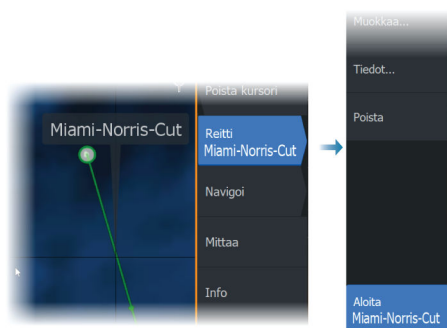 Miami-Norris-Cut
Poista kursori
Reitti
Miami-Norris-Cut
Navigoi
Mittaa
Info
Muokkaa...
Tiedot...
Poista
Aloita
Miami-Norris-Cut